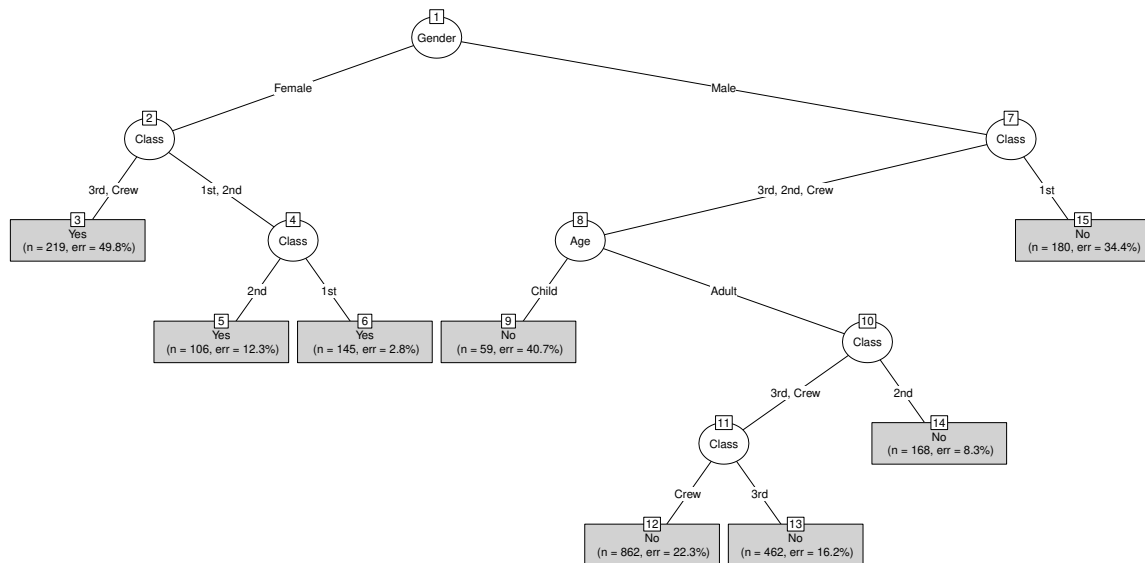 1
Gender
Female
Male
2
Class
7
Class
3rd, Crew
1st, 2nd
3rd, 2nd, Crew
1st
3
Yes
(n = 219, err = 49.8%)
4
Class
8
Age
15
No
(n = 180, err = 34.4%)
2nd
1st
Child
Adult
5
Yes
(n = 106, err = 12.3%)
6
Yes
(n = 145, err = 2.8%)
9
No
(n = 59, err = 40.7%)
10
Class
3rd, Crew
2nd
11
Class
14
No
(n = 168, err = 8.3%)
Crew
3rd
12
No
(n = 862, err = 22.3%)
13
No
(n = 462, err = 16.2%)